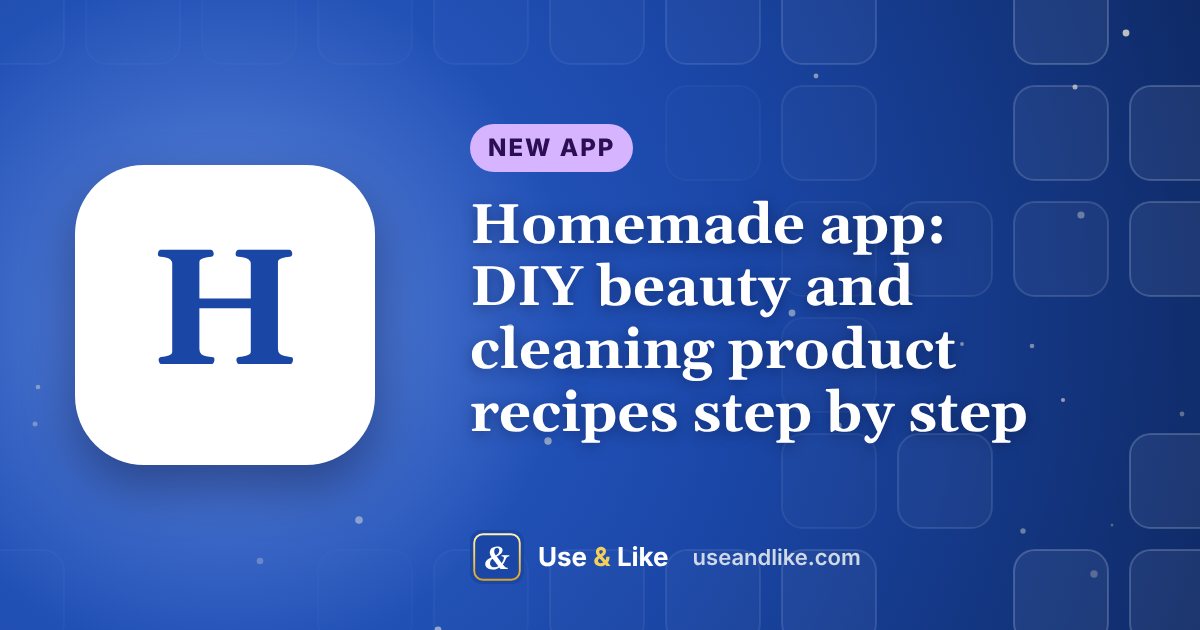 H
NEW APP
Homemade app:
DIY beauty and
cleaning product
recipes step by step
& Use & Like useandlike.com